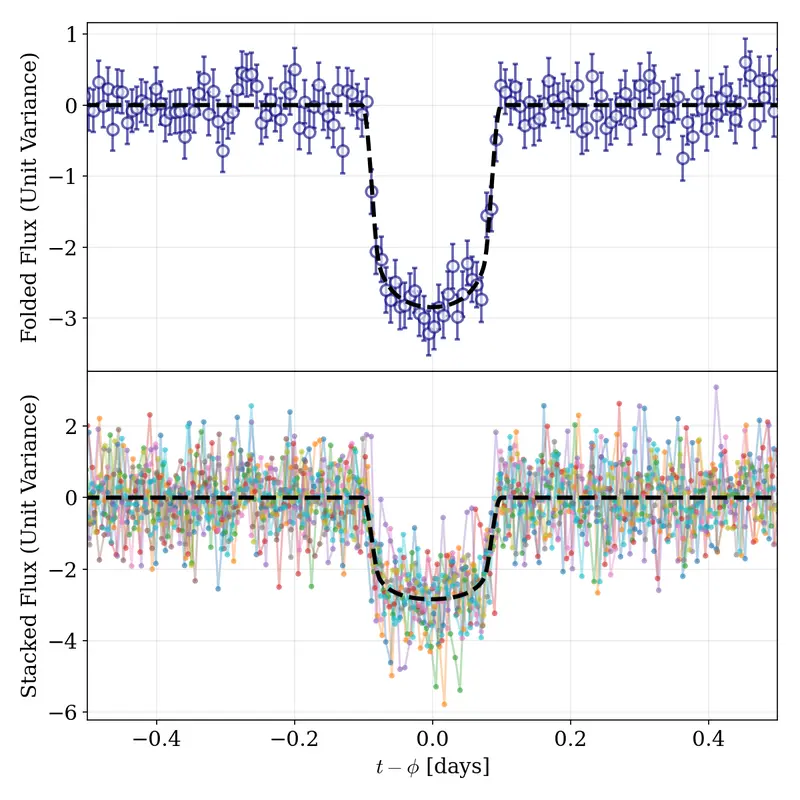 Folded Flux (Unit Variance)
1
0
−1
−2
−3
Stacked Flux (Unit Variance)
2
0
−2
−4
−6
−0.4 −0.2 0.0 0.2 0.4
t − ϕ [days]